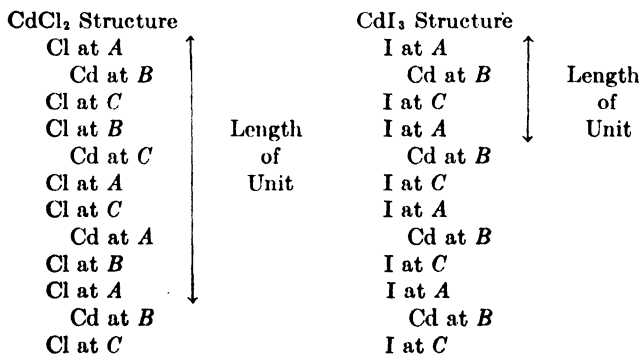 CdCl₂ Structure CdI₃ Structure
Cl at A I at A
Cd at B Cd at B Length
Cl at C I at C of
Cl at B Length I at A Unit
Cd at C of Cd at B
Cl at A Unit I at C
Cl at C I at A
Cd at A Cd at B
Cl at B I at C
Cl at A I at A
Cd at B Cd at B
Cl at C I at C